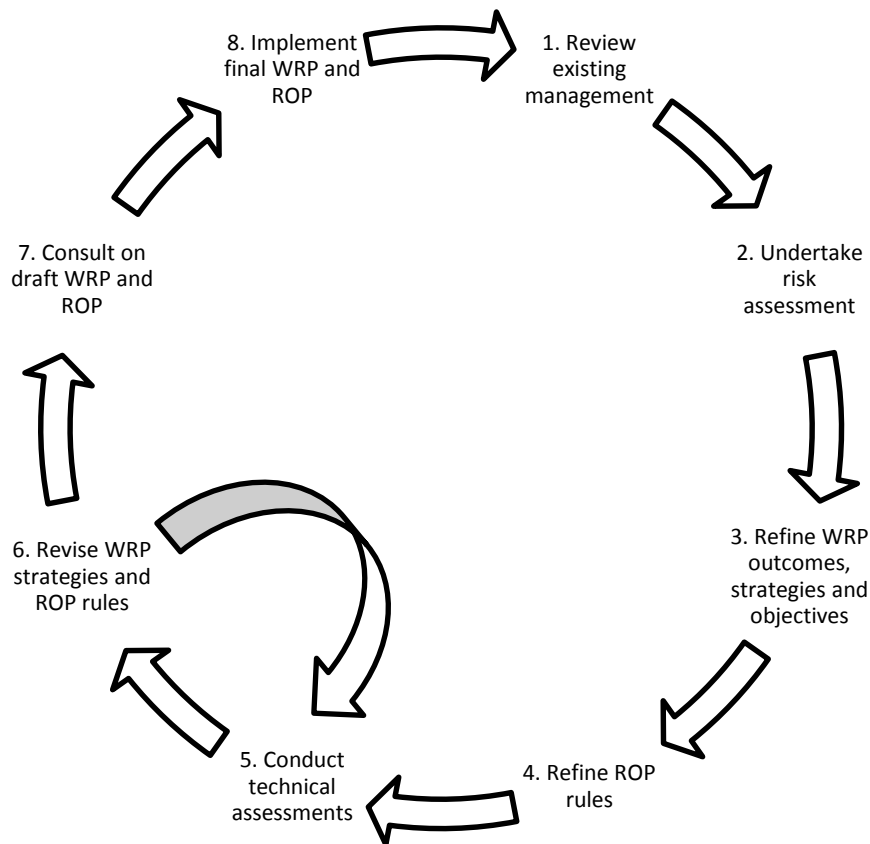 8. Implement
final WRP and
ROP
1. Review
existing
management
2. Undertake
risk
assessment
3. Refine WRP
outcomes,
strategies and
objectives
4. Refine ROP
rules
5. Conduct
technical
assessments
6. Revise WRP
strategies and
ROP rules
7. Consult on
draft WRP and
ROP